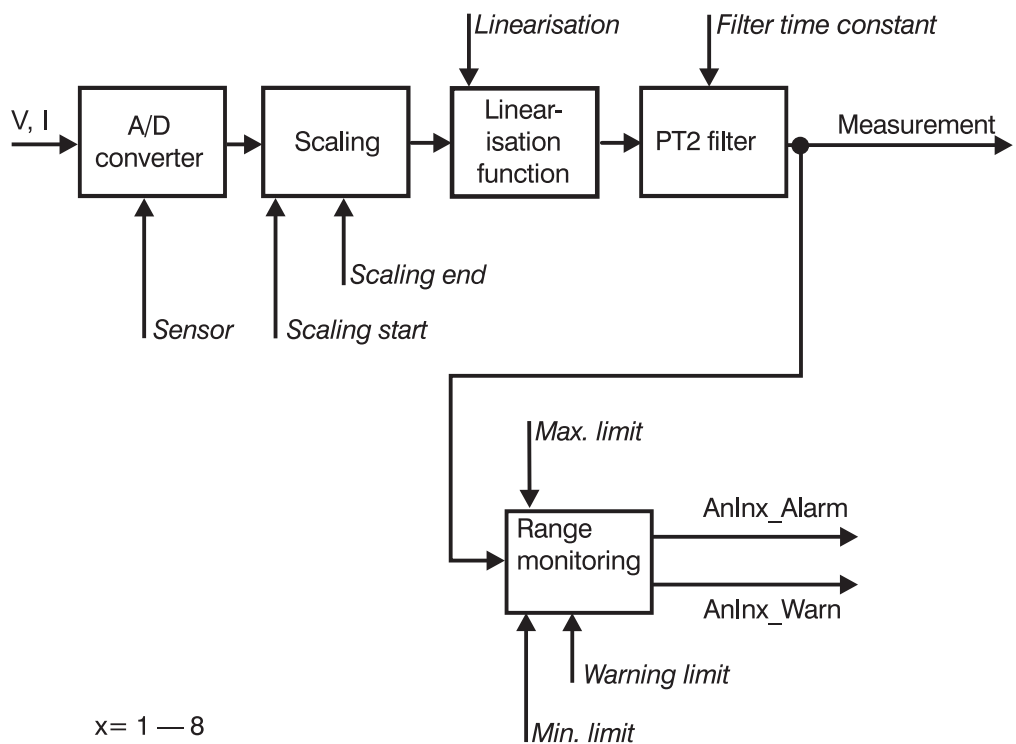 Linearisation
Filter time constant
V, I
A/D
converter
Scaling
Linear-
isation
function
PT2 filter
Measurement
Scaling end
Sensor
Scaling start
Max. limit
Range
monitoring
AnInx_Alarm
AnInx_Warn
Warning limit
Min. limit
x= 1 — 8